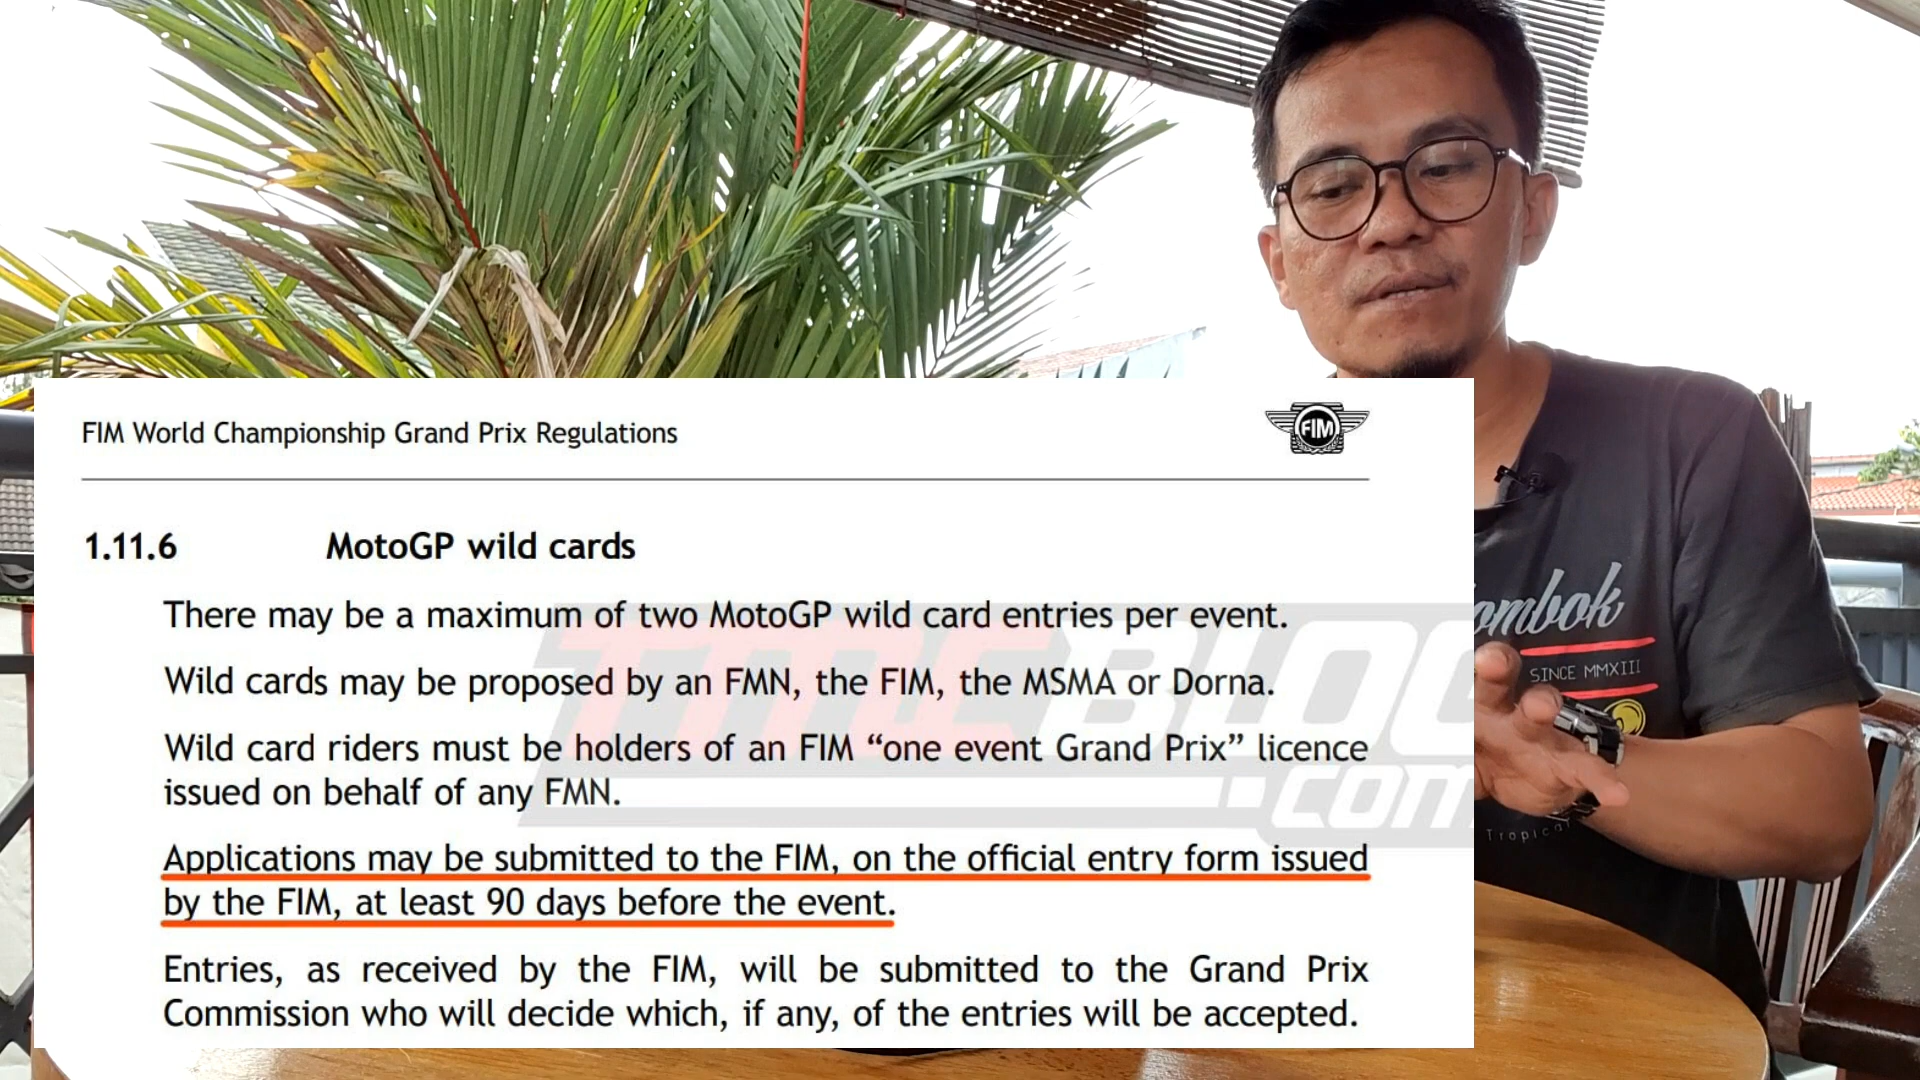 FIM World Championship Grand Prix Regulations
FIM
1.11.6 MotoGP wild cards
There may be a maximum of two MotoGP wild card entries per event.
Wild cards may be proposed by an FMN, the FIM, the MSMA or Dorna.
Wild card riders must be holders of an FIM “one event Grand Prix” licence
issued on behalf of any FMN.
Applications may be submitted to the FIM, on the official entry form issued
by the FIM, at least 90 days before the event.
Entries, as received by the FIM, will be submitted to the Grand Prix
Commission who will decide which, if any, of the entries will be accepted.
TMCBLOG
.com
ombok
SINCE MMXIII
Tropical